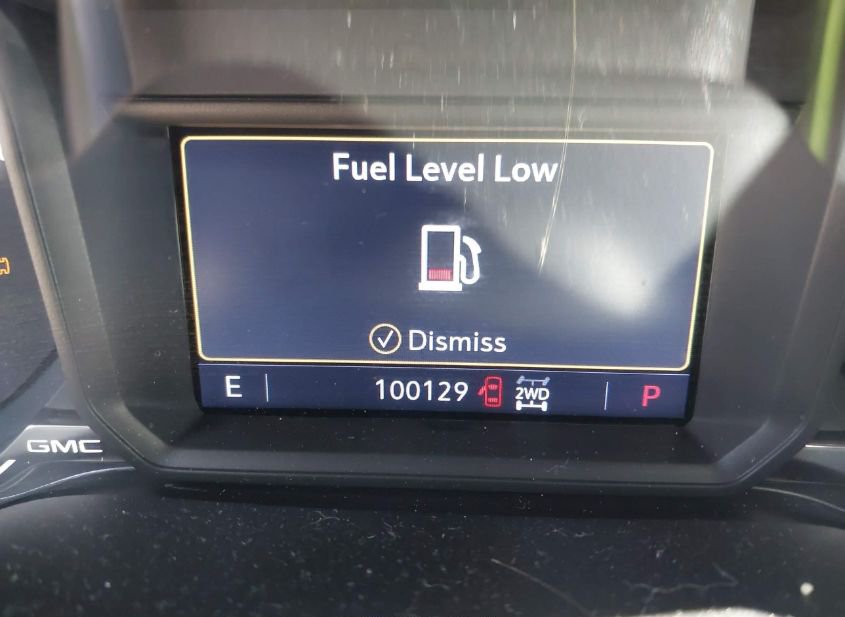 Fuel Level Low
Dismiss
E 100129 2WD P
GMC